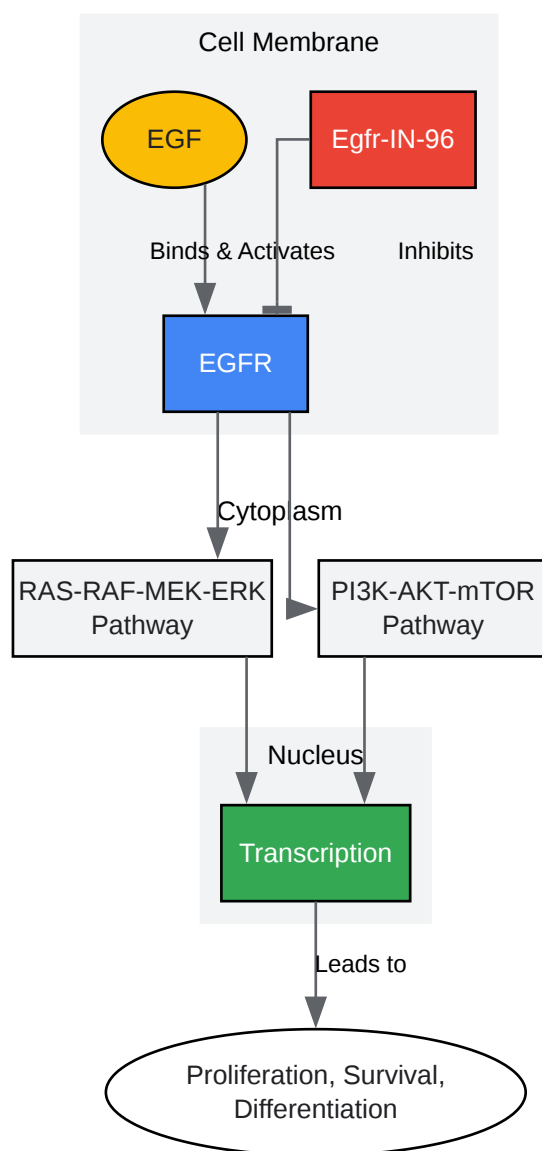 Cell Membrane
EGF
Egfr-IN-96
Binds & Activates
Inhibits
EGFR
Cytoplasm
RAS-RAF-MEK-ERK
Pathway
PI3K-AKT-mTOR
Pathway
Nucleus
Transcription
Leads to
Proliferation, Survival,
Differentiation